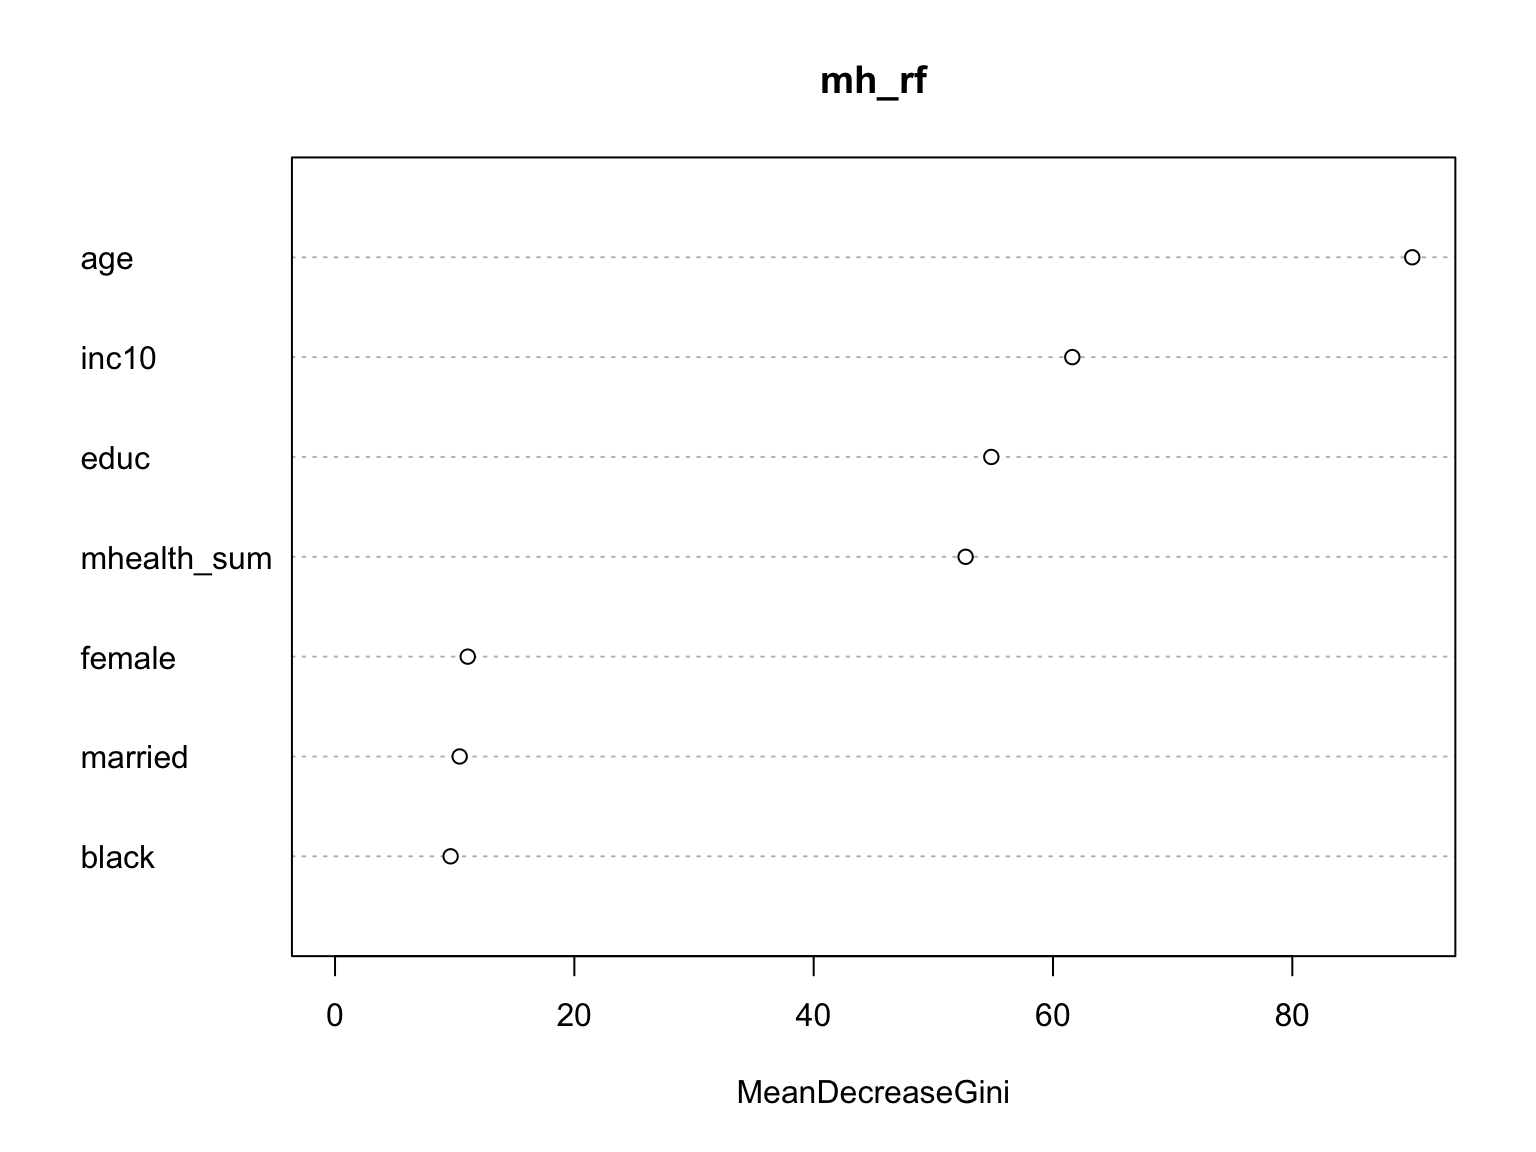 mh_rf
age
inc10
educ
mhealth_sum
female
married
black
0 20 40 60 80
MeanDecreaseGini